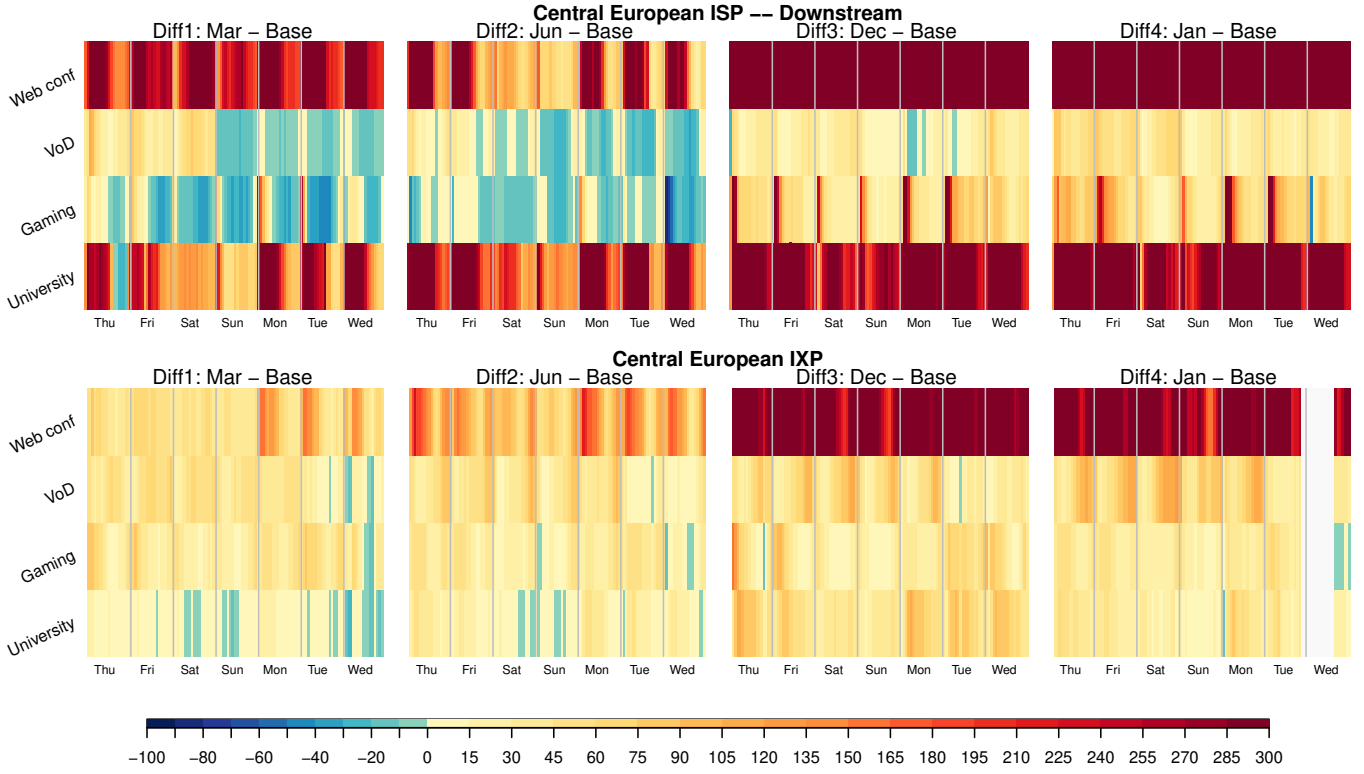 Central European ISP −− Downstream
Diff1: Mar − Base Diff2: Jun − Base Diff3: Dec − Base Diff4: Jan − Base
Web conf
VoD
Gaming
University
Thu Fri Sat Sun Mon Tue Wed Thu Fri Sat Sun Mon Tue Wed Thu Fri Sat Sun Mon Tue Wed Thu Fri Sat Sun Mon Tue Wed
Central European IXP
Diff1: Mar − Base Diff2: Jun − Base Diff3: Dec − Base Diff4: Jan − Base
Web conf
VoD
Gaming
University
Thu Fri Sat Sun Mon Tue Wed Thu Fri Sat Sun Mon Tue Wed Thu Fri Sat Sun Mon Tue Wed Thu Fri Sat Sun Mon Tue Wed
−100 −80 −60 −40 −20 0 15 30 45 60 75 90 105 120 135 150 165 180 195 210 225 240 255 270 285 300